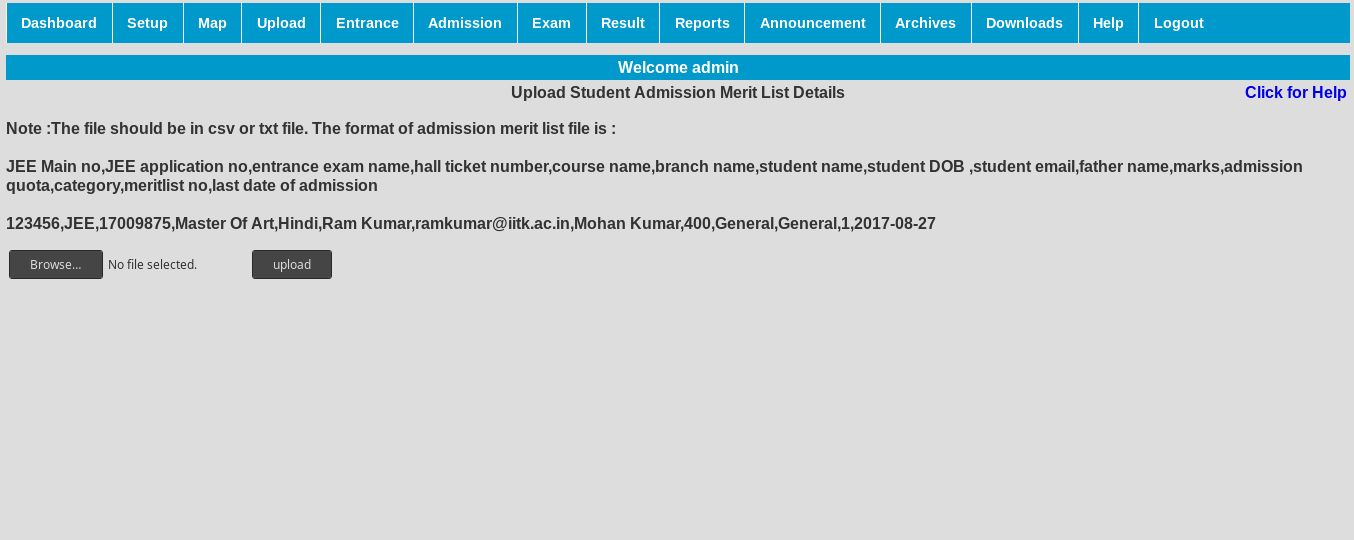 Dashboard Setup Map Upload Entrance Admission Exam Result Reports Announcement Archives Downloads Help Logout
Welcome admin
Upload Student Admission Merit List Details Click for Help
Note :The file should be in csv or txt file. The format of admission merit list file is :
JEE Main no,JEE application no,entrance exam name,hall ticket number,course name,branch name,student name,student DOB ,student email,father name,marks,admission
quota,category,meritlist no,last date of admission
123456,JEE,17009875,Master Of Art,Hindi,Ram Kumar,ramkumar@iitk.ac.in,Mohan Kumar,400,General,General,1,2017-08-27
Browse... No file selected. upload